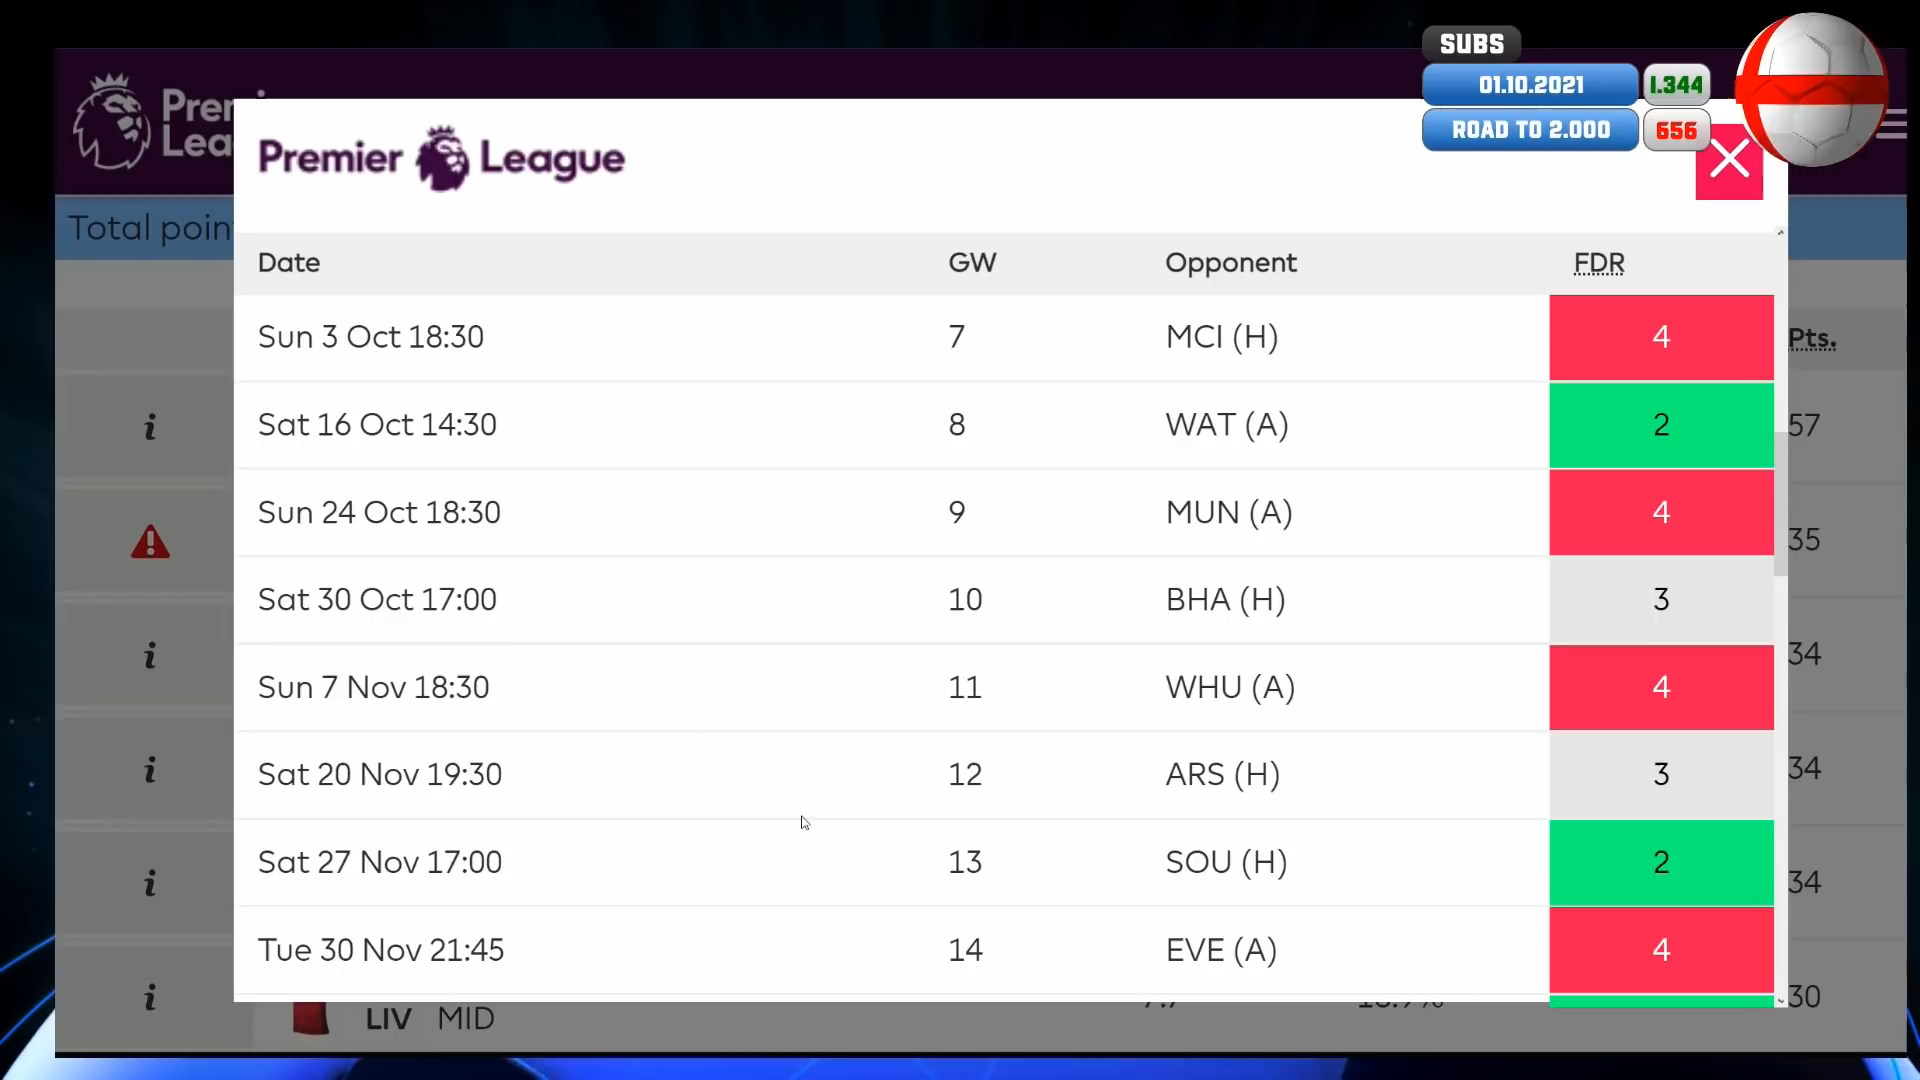 SUBS
01.10.2021 1.344
ROAD TO 2.000 656
Premier League
Total poin
Date GW Opponent FDR
Sun 3 Oct 18:30 7 MCI (H) 4
Pts.
Sat 16 Oct 14:30 8 WAT (A) 2
57
Sun 24 Oct 18:30 9 MUN (A) 4
35
Sat 30 Oct 17:00 10 BHA (H) 3
34
Sun 7 Nov 18:30 11 WHU (A) 4
Sat 20 Nov 19:30 12 ARS (H) 3
34
Sat 27 Nov 17:00 13 SOU (H) 2
34
Tue 30 Nov 21:45 14 EVE (A) 4
30
LIV MID